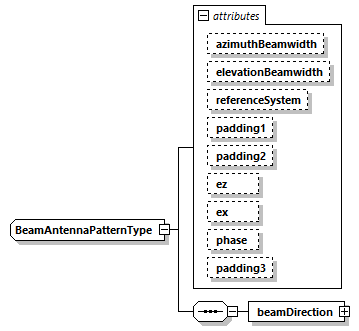 attributes
azimuthBeamwidth
elevationBeamwidth
referenceSystem
padding1
padding2
ez
ex
phase
padding3
BeamAntennaPatternType
beamDirection